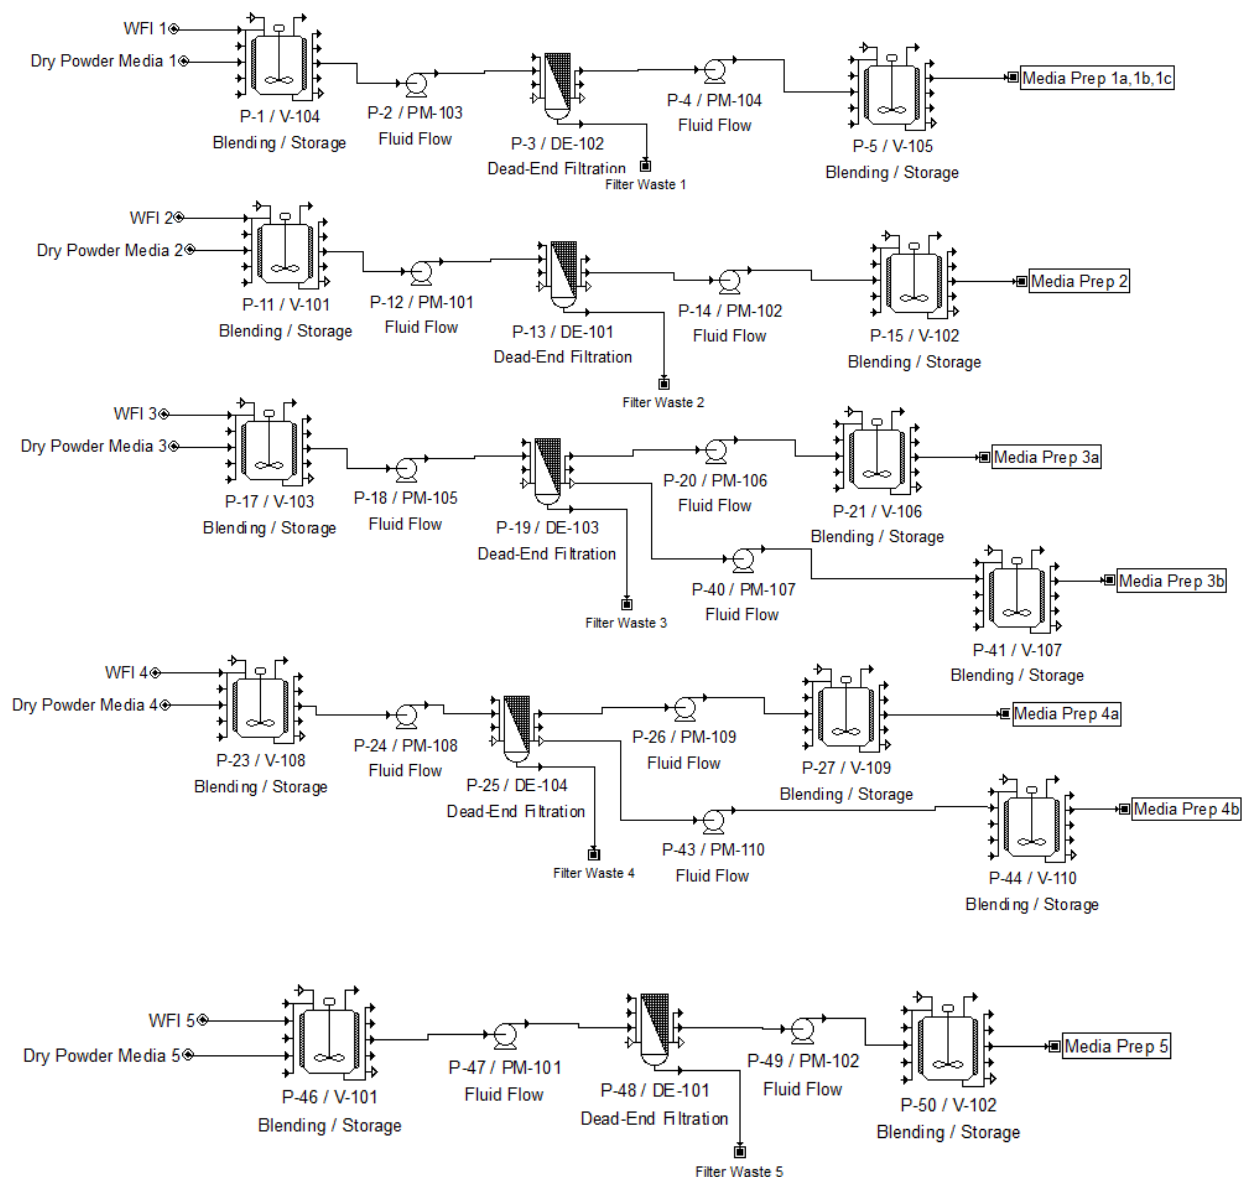 WFI 1
Dry Powder Media 1
P-1 / V-104
Blending / Storage
P-2 / PM-103
Fluid Flow
P-3 / DE-102
Dead-End Filtration
Filter Waste 1
P-4 / PM-104
Fluid Flow
P-5 / V-105
Blending / Storage
Media Prep 1a,1b,1c
WFI 2
Dry Powder Media 2
P-11 / V-101
Blending / Storage
P-12 / PM-101
Fluid Flow
P-13 / DE-101
Dead-End Filtration
Filter Waste 2
P-14 / PM-102
Fluid Flow
P-15 / V-102
Blending / Storage
Media Prep 2
WFI 3
Dry Powder Media 3
P-17 / V-103
Blending / Storage
P-18 / PM-105
Fluid Flow
P-19 / DE-103
Dead-End Filtration
Filter Waste 3
P-20 / PM-106
Fluid Flow
P-21 / V-106
Blending / Storage
Media Prep 3a
P-40 / PM-107
Fluid Flow
P-41 / V-107
Blending / Storage
Media Prep 3b
WFI 4
Dry Powder Media 4
P-23 / V-108
Blending / Storage
P-24 / PM-108
Fluid Flow
P-25 / DE-104
Dead-End Filtration
Filter Waste 4
P-26 / PM-109
Fluid Flow
P-27 / V-109
Blending / Storage
Media Prep 4a
P-43 / PM-110
Fluid Flow
P-44 / V-110
Blending / Storage
Media Prep 4b
WFI 5
Dry Powder Media 5
P-46 / V-101
Blending / Storage
P-47 / PM-101
Fluid Flow
P-48 / DE-101
Dead-End Filtration
Filter Waste 5
P-49 / PM-102
Fluid Flow
P-50 / V-102
Blending / Storage
Media Prep 5